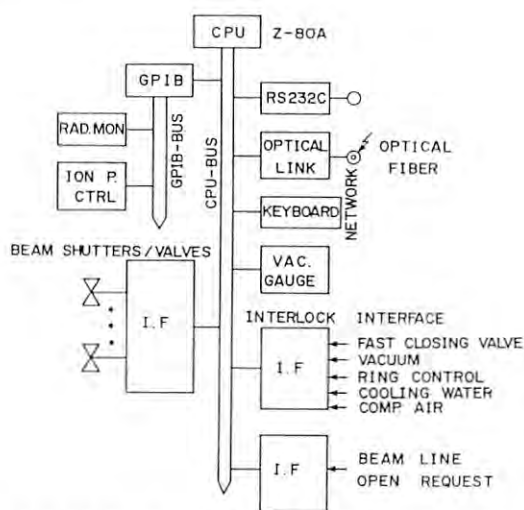 CPU
Z-80A
GPIB
RS232C
RAD.MON
GPIB-BUS
CPU-BUS
OPTICAL
LINK
OPTICAL
FIBER
ION P.
CTRL
NETWORK
KEYBOARD
BEAM SHUTTERS/VALVES
VAC.
GAUGE
I.F
INTERLOCK INTERFACE
I.F
FAST CLOSING VALVE
VACUUM
RING CONTROL
COOLING WATER
COMP AIR
I.F
BEAM LINE
OPEN REQUEST